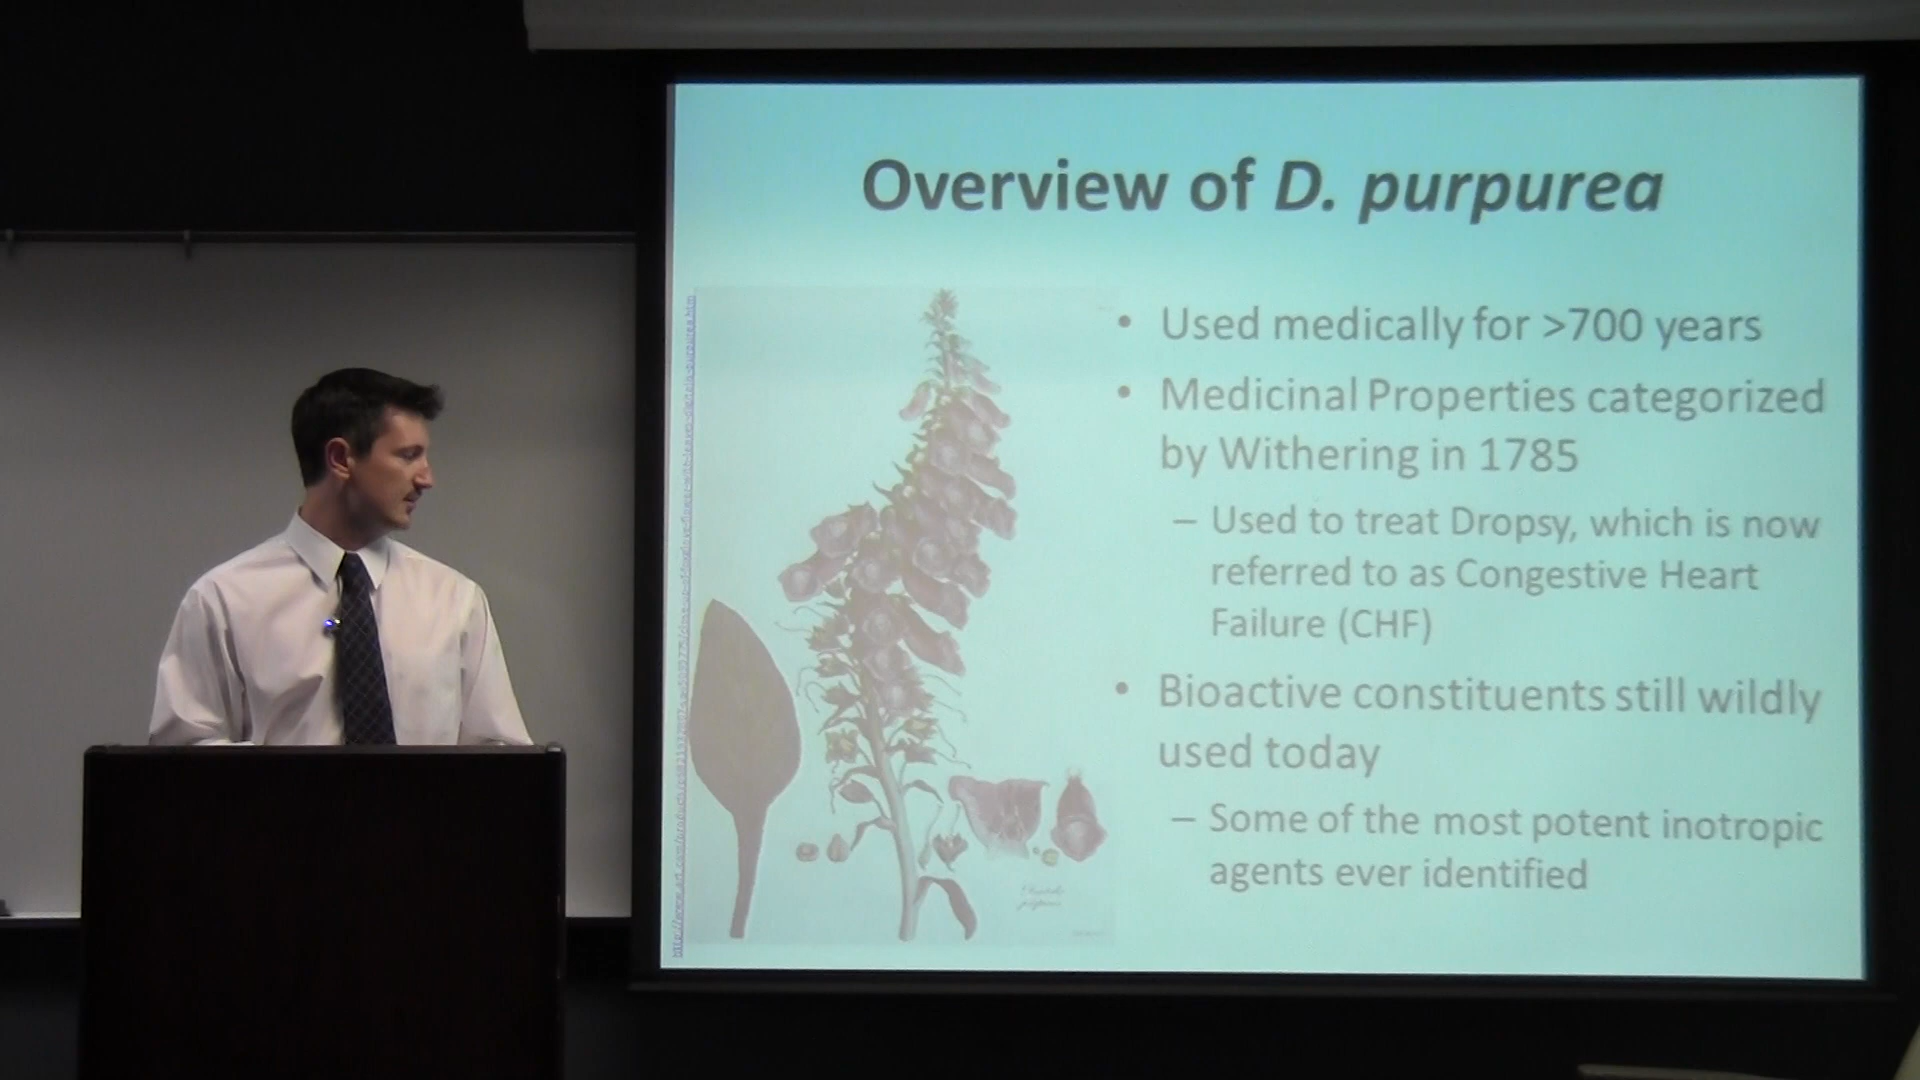 Overview of D. purpurea
• Used medically for >700 years
• Medicinal Properties categorized
by Withering in 1785
– Used to treat Dropsy, which is now
referred to as Congestive Heart
Failure (CHF)
• Bioactive constituents still wildly
used today
– Some of the most potent inotropic
agents ever identified